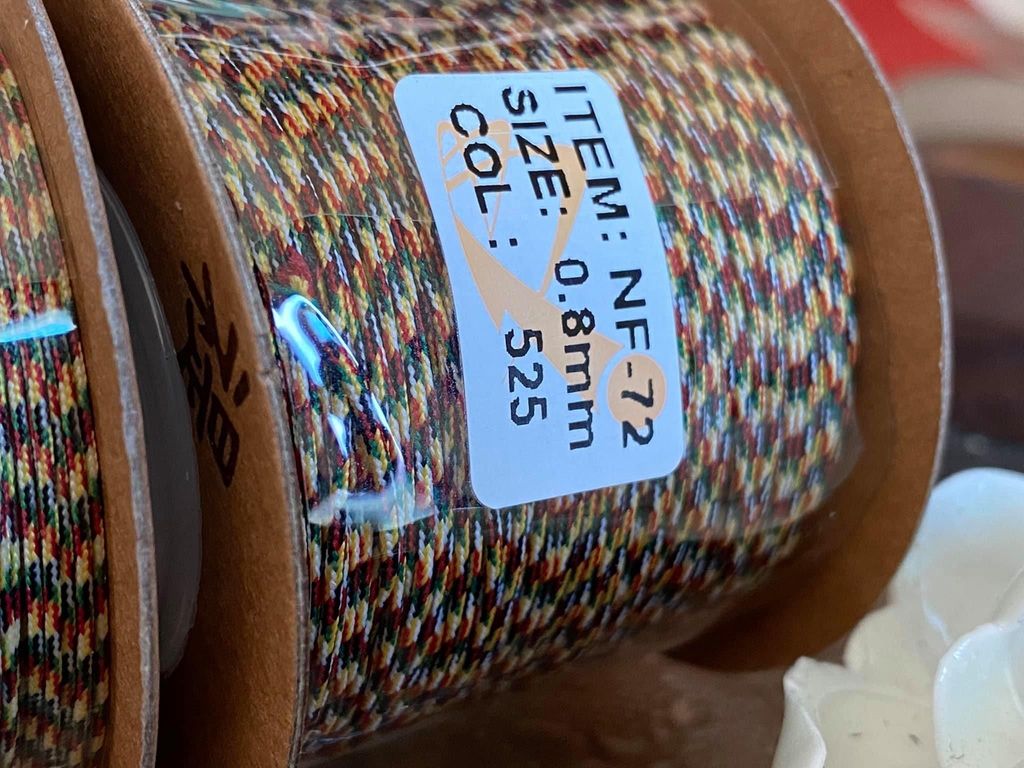 ITEM: NF-72
SIZE: 0.8mm
COL : 525